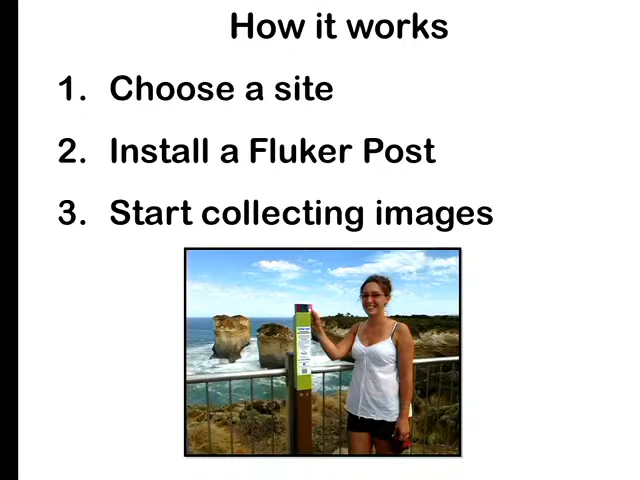 How it works
1. Choose a site
2. Install a Fluker Post
3. Start collecting images